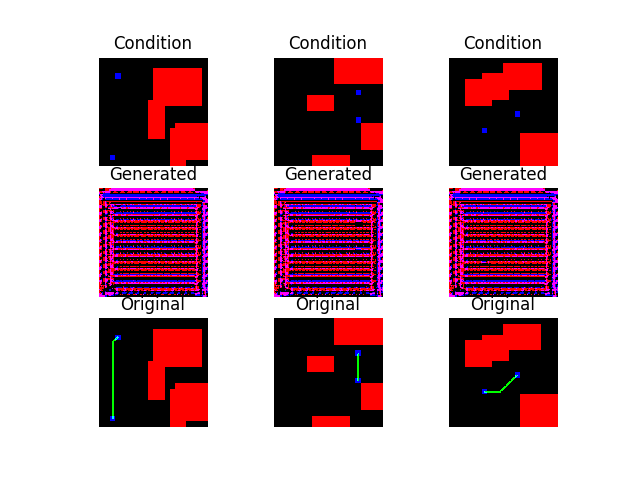 Condition Condition Condition
Generated Generated Generated
Original Original Original